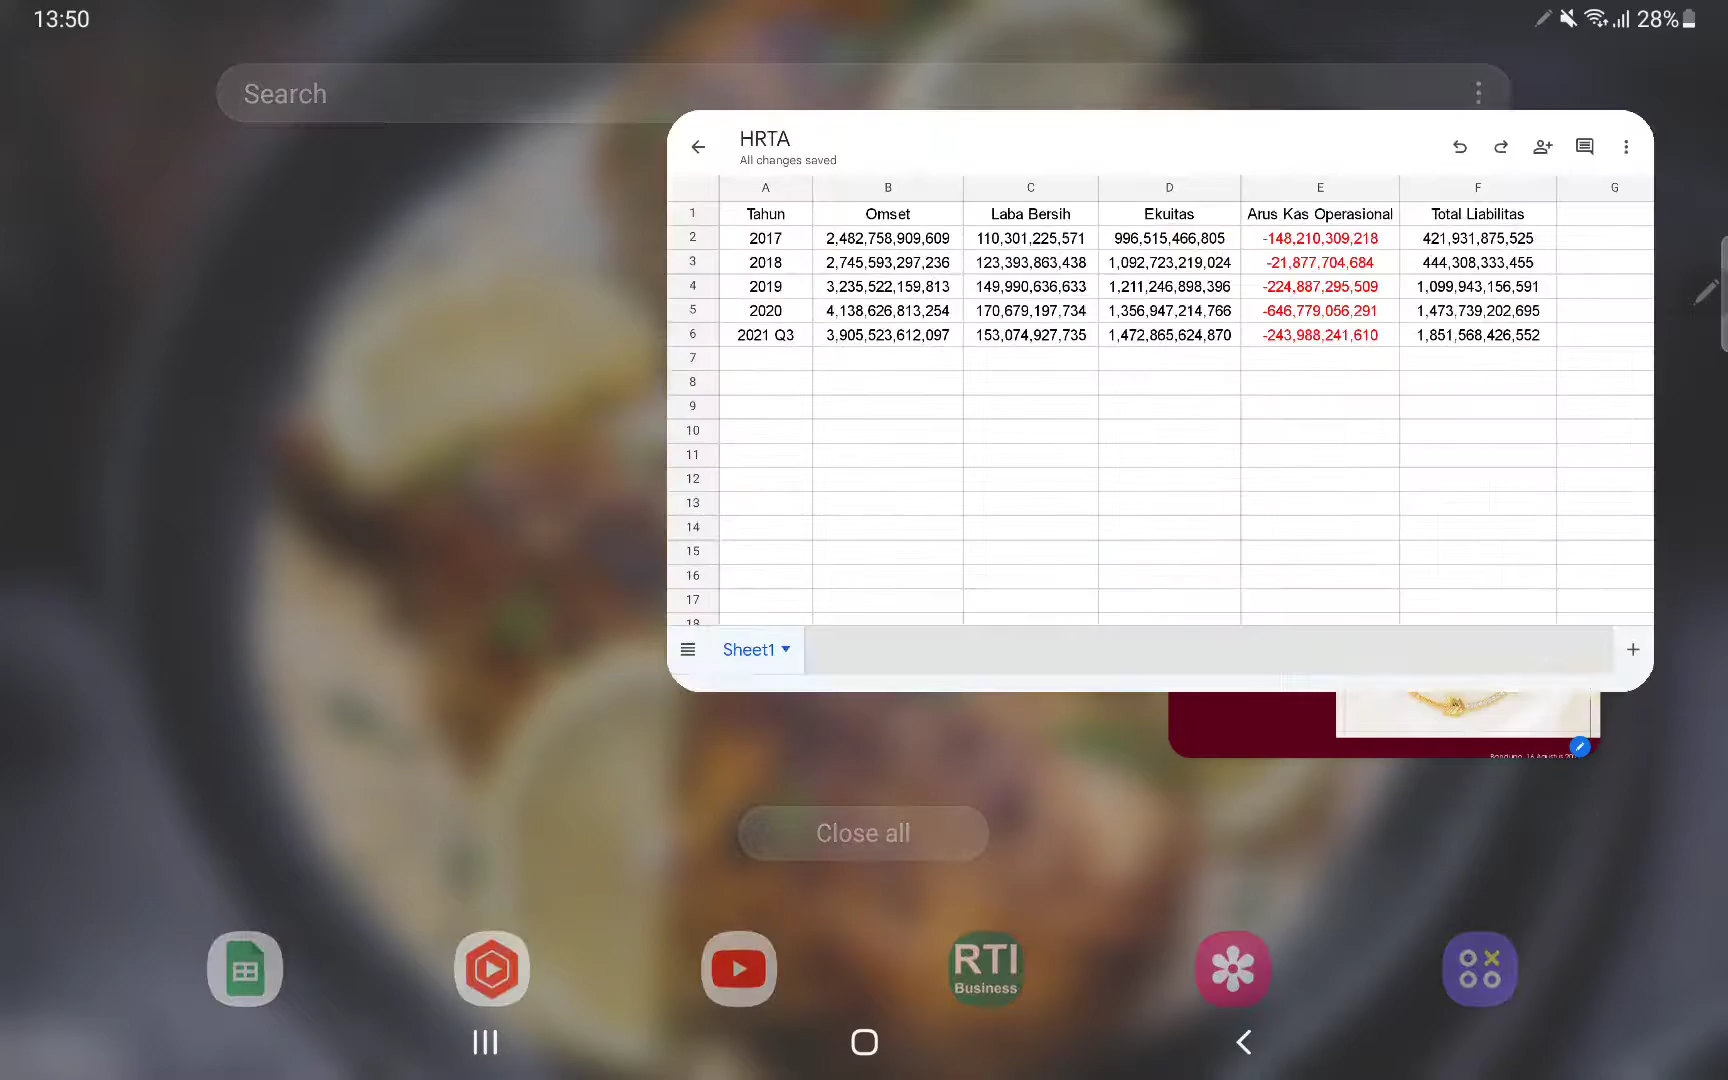 13:50
28%
Search
HRTA
All changes saved
A B C D E F G
1 Tahun Omset Laba Bersih Ekuitas Arus Kas Operasional Total Liabilitas
2 2017 2,482,758,909,609 110,301,225,571 996,515,466,805 -148,210,309,218 421,931,875,525
3 2018 2,745,593,297,236 123,393,863,438 1,092,723,219,024 -21,877,704,684 444,308,333,455
4 2019 3,235,522,159,813 149,990,636,633 1,211,246,898,396 -224,887,295,509 1,099,943,156,591
5 2020 4,138,626,813,254 170,679,197,734 1,356,947,214,766 -646,779,056,291 1,473,739,202,695
6 2021 Q3 3,905,523,612,097 153,074,927,735 1,472,865,624,870 -243,988,241,610 1,851,568,426,552
7
8
9
10
11
12
13
14
15
16
17
18
Sheet1
Bandung, 16 Agustus
Close all
RTI
Business